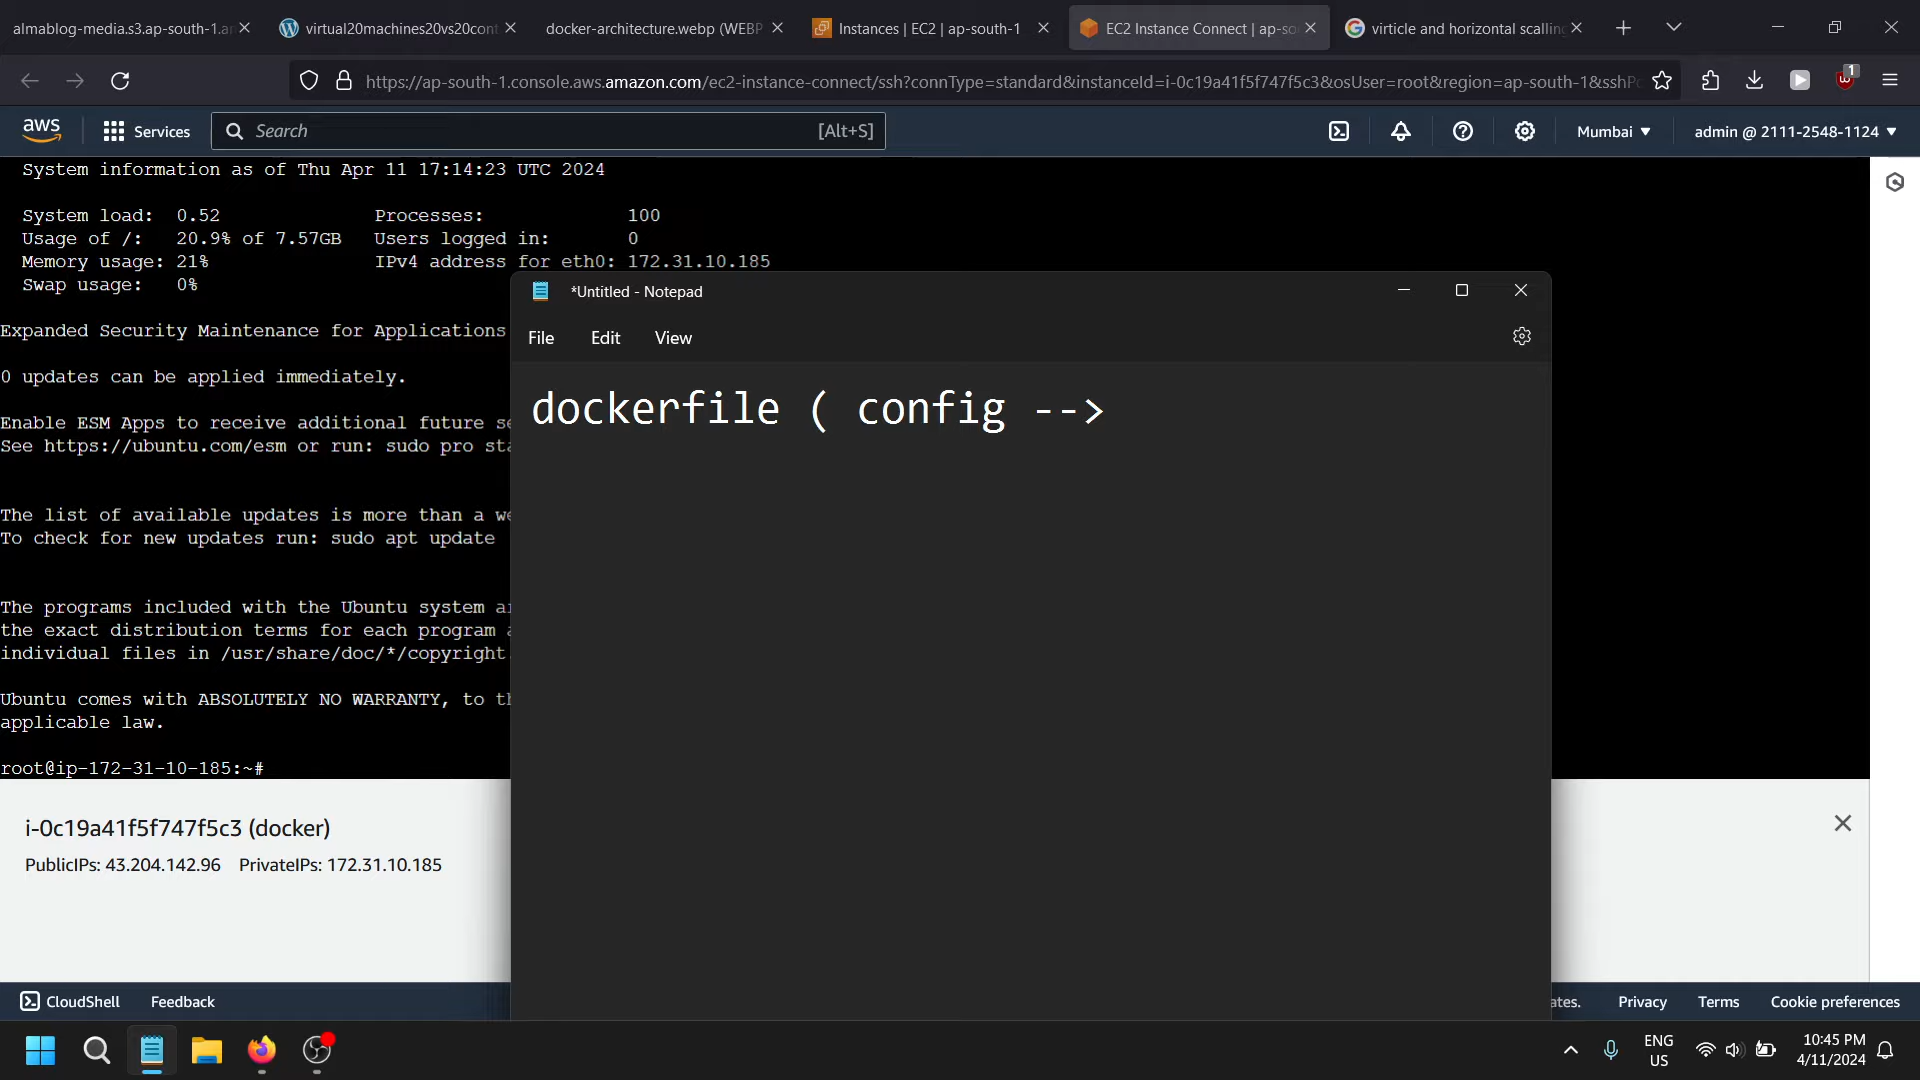 almablog-media.s3.ap-south-1.a
virtual20machines20vs20cont
docker-architecture.webp (WEBP
Instances | EC2 | ap-south-1
EC2 Instance Connect | ap-so
virticle and horizontal scalling
https://ap-south-1.console.aws.amazon.com/ec2-instance-connect/ssh?connType=standard&instanceId=i-0c19a41f5f747f5c3&osUser=root&region=ap-south-1&sshP
1
aws
Services
Search
[Alt+S]
Mumbai
admin @ 2111-2548-1124
System information as of Thu Apr 11 17:14:23 UTC 2024
System load: 0.52 Processes: 100
Usage of /: 20.9% of 7.57GB Users logged in: 0
Memory usage: 21% IPv4 address for eth0: 172.31.10.185
Swap usage: 0%
Expanded Security Maintenance for Applications
0 updates can be applied immediately.
Enable ESM Apps to receive additional future se
See https://ubuntu.com/esm or run: sudo pro sta
The list of available updates is more than a we
To check for new updates run: sudo apt update
The programs included with the Ubuntu system ar
the exact distribution terms for each program a
individual files in /usr/share/doc/*/copyright.
Ubuntu comes with ABSOLUTELY NO WARRANTY, to th
applicable law.
root@ip-172-31-10-185:~#
*Untitled - Notepad
File Edit View
dockerfile ( config -->
i-0c19a41f5f747f5c3 (docker)
PublicIPs: 43.204.142.96 PrivateIPs: 172.31.10.185
CloudShell Feedback
ates. Privacy Terms Cookie preferences
ENG
US
10:45 PM
4/11/2024